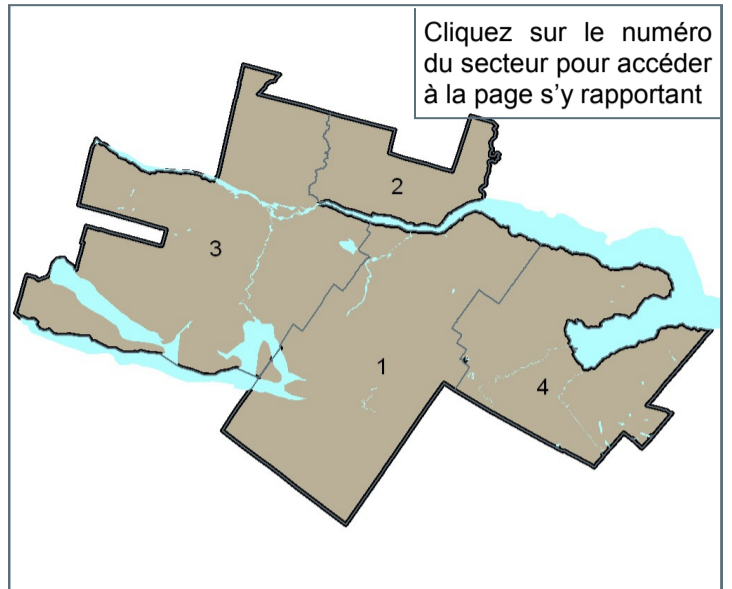 Cliquez sur le numéro
du secteur pour accéder
à la page s’y rapportant
2
3
1
4